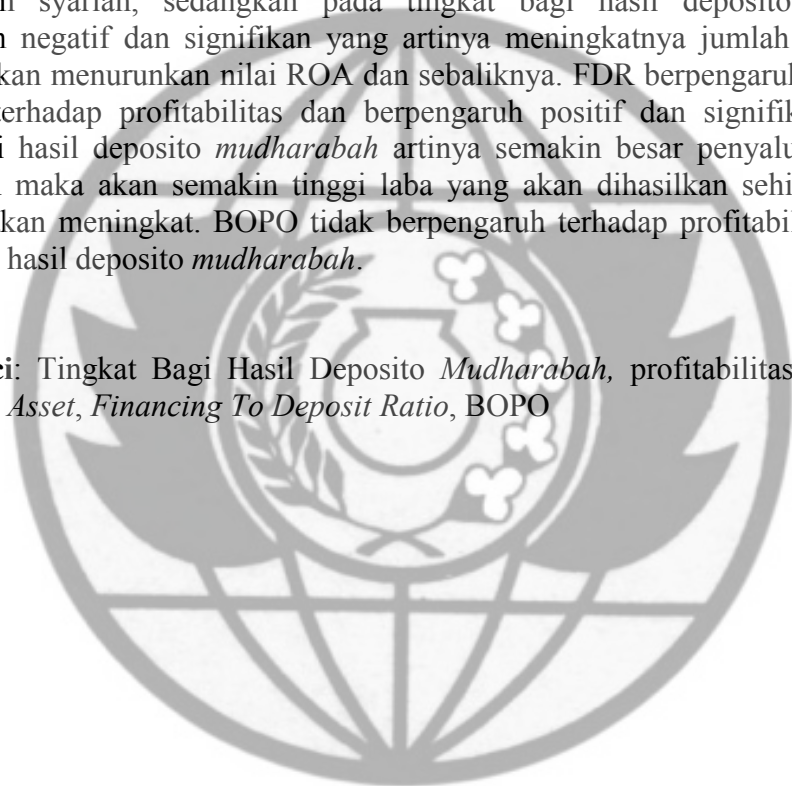 syariah, sedangkan pada tingkat bagi hasil deposito
negatif dan signifikan yang artinya meningkatnya jumlah
kan menurunkan nilai ROA dan sebaliknya. FDR berpengaruh
terhadap profitabilitas dan berpengaruh positif dan signifik
i hasil deposito mudharabah artinya semakin besar penyalu
maka akan semakin tinggi laba yang akan dihasilkan sehi
kan meningkat. BOPO tidak berpengaruh terhadap profitabil
hasil deposito mudharabah.
ci: Tingkat Bagi Hasil Deposito Mudharabah, profitabilitas
Asset, Financing To Deposit Ratio, BOPO